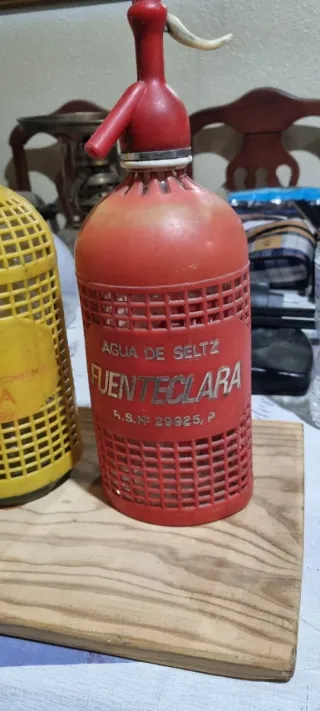 AGUA DE SELTZ
FUENTECLARA
R.S.Nº 29925, P
A